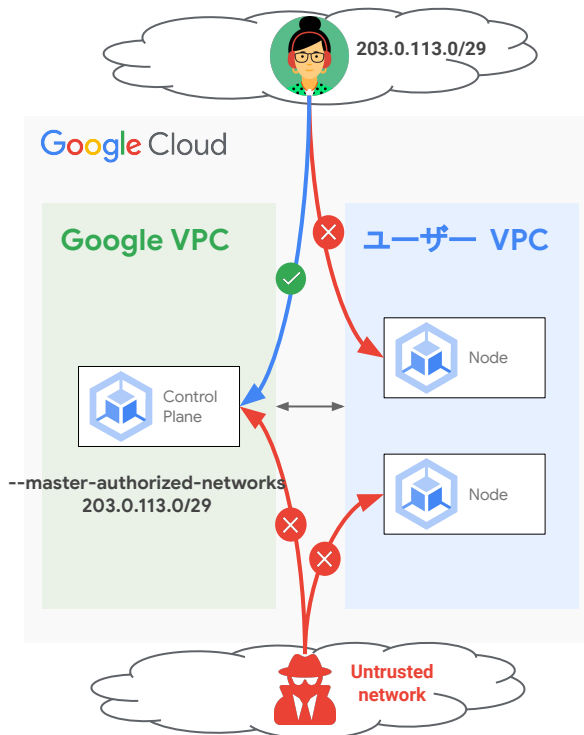 203.0.113.0/29
Google Cloud
Google VPC
ユーザー VPC
Node
Control
Plane
--master-authorized-networks
203.0.113.0/29
Node
Untrusted
network